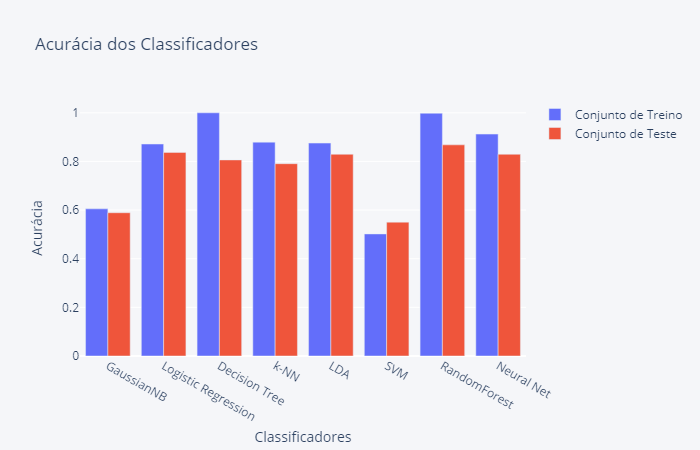 Acurácia dos Classificadores
1
0.8
0.6
0.4
0.2
0
Acurácia
GaussianNB
Logistic Regression
Decision Tree
k-NN
LDA
SVM
RandomForest
Neural Net
Classificadores
Conjunto de Treino
Conjunto de Teste